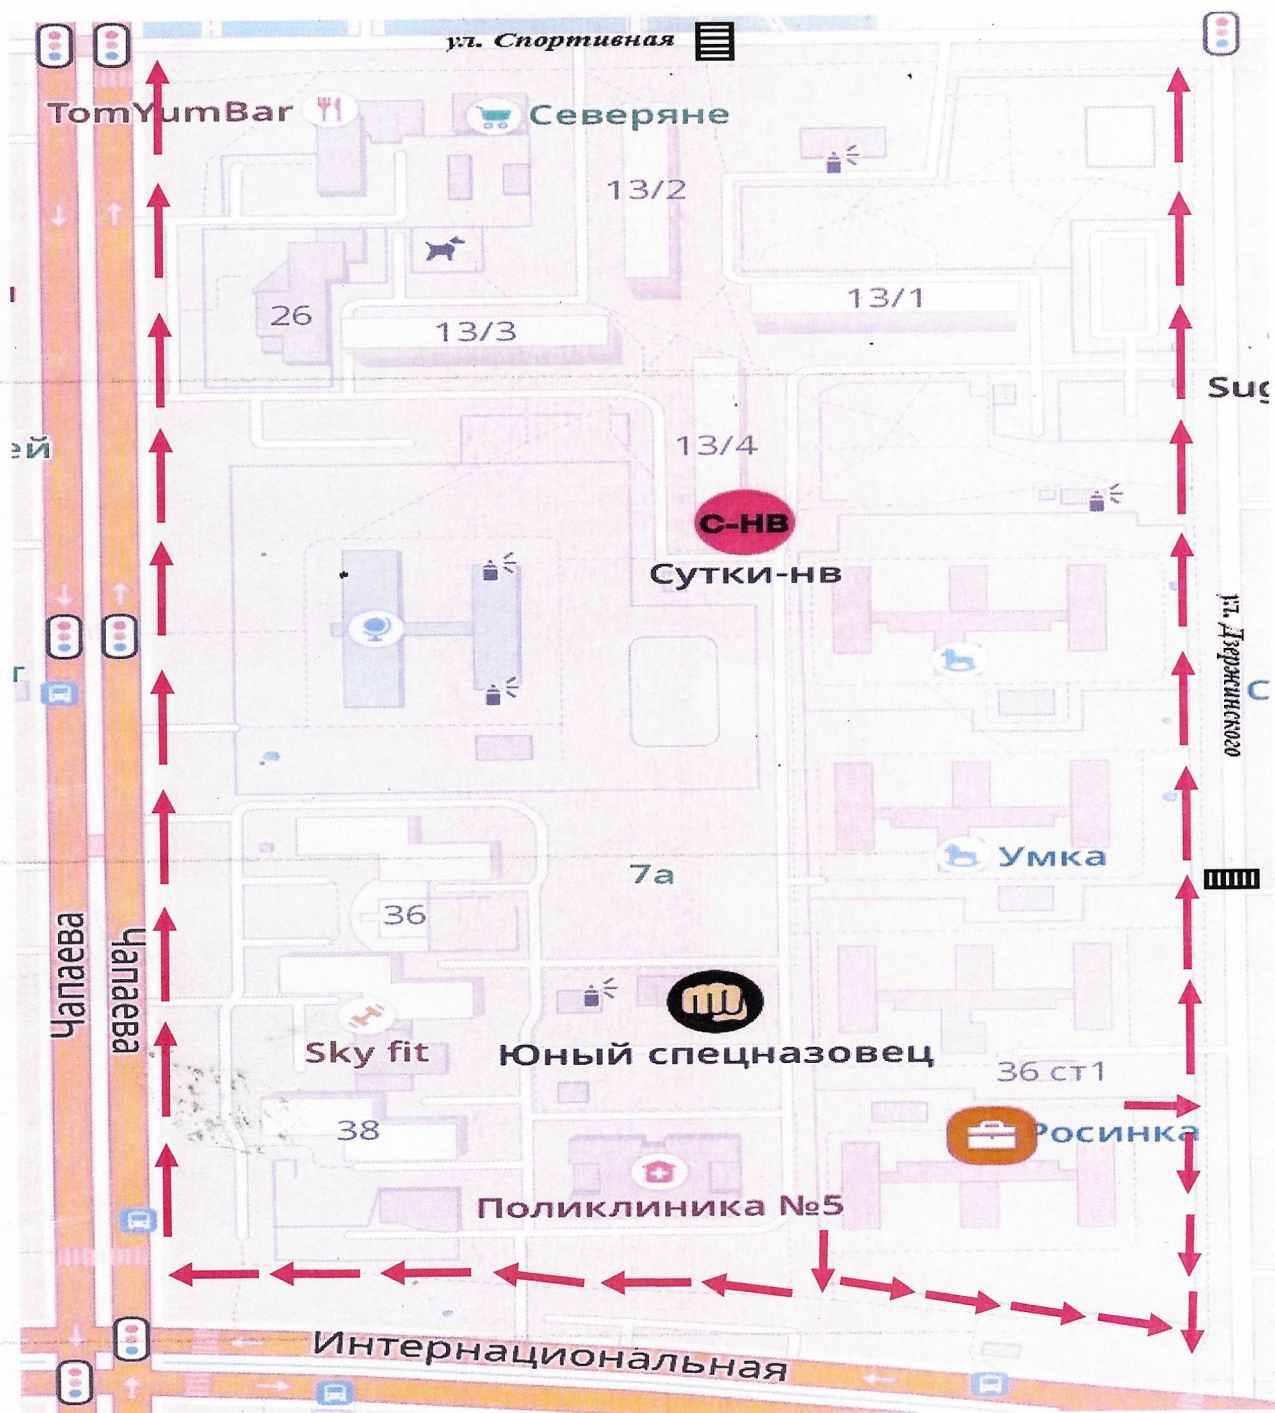 ул. Спортивная
TomYumBar
Северяне
13/2
13/1
26
13/3
Sug
ей
13/4
С-НВ
Сутки-нв
ул. Дзержинского
С
г
Умка
7а
36
Чапаева
Чапаева
Sky fit
Юный спецназовец
36 ст1
38
Росинка
Поликлиника №5
Интернациональная